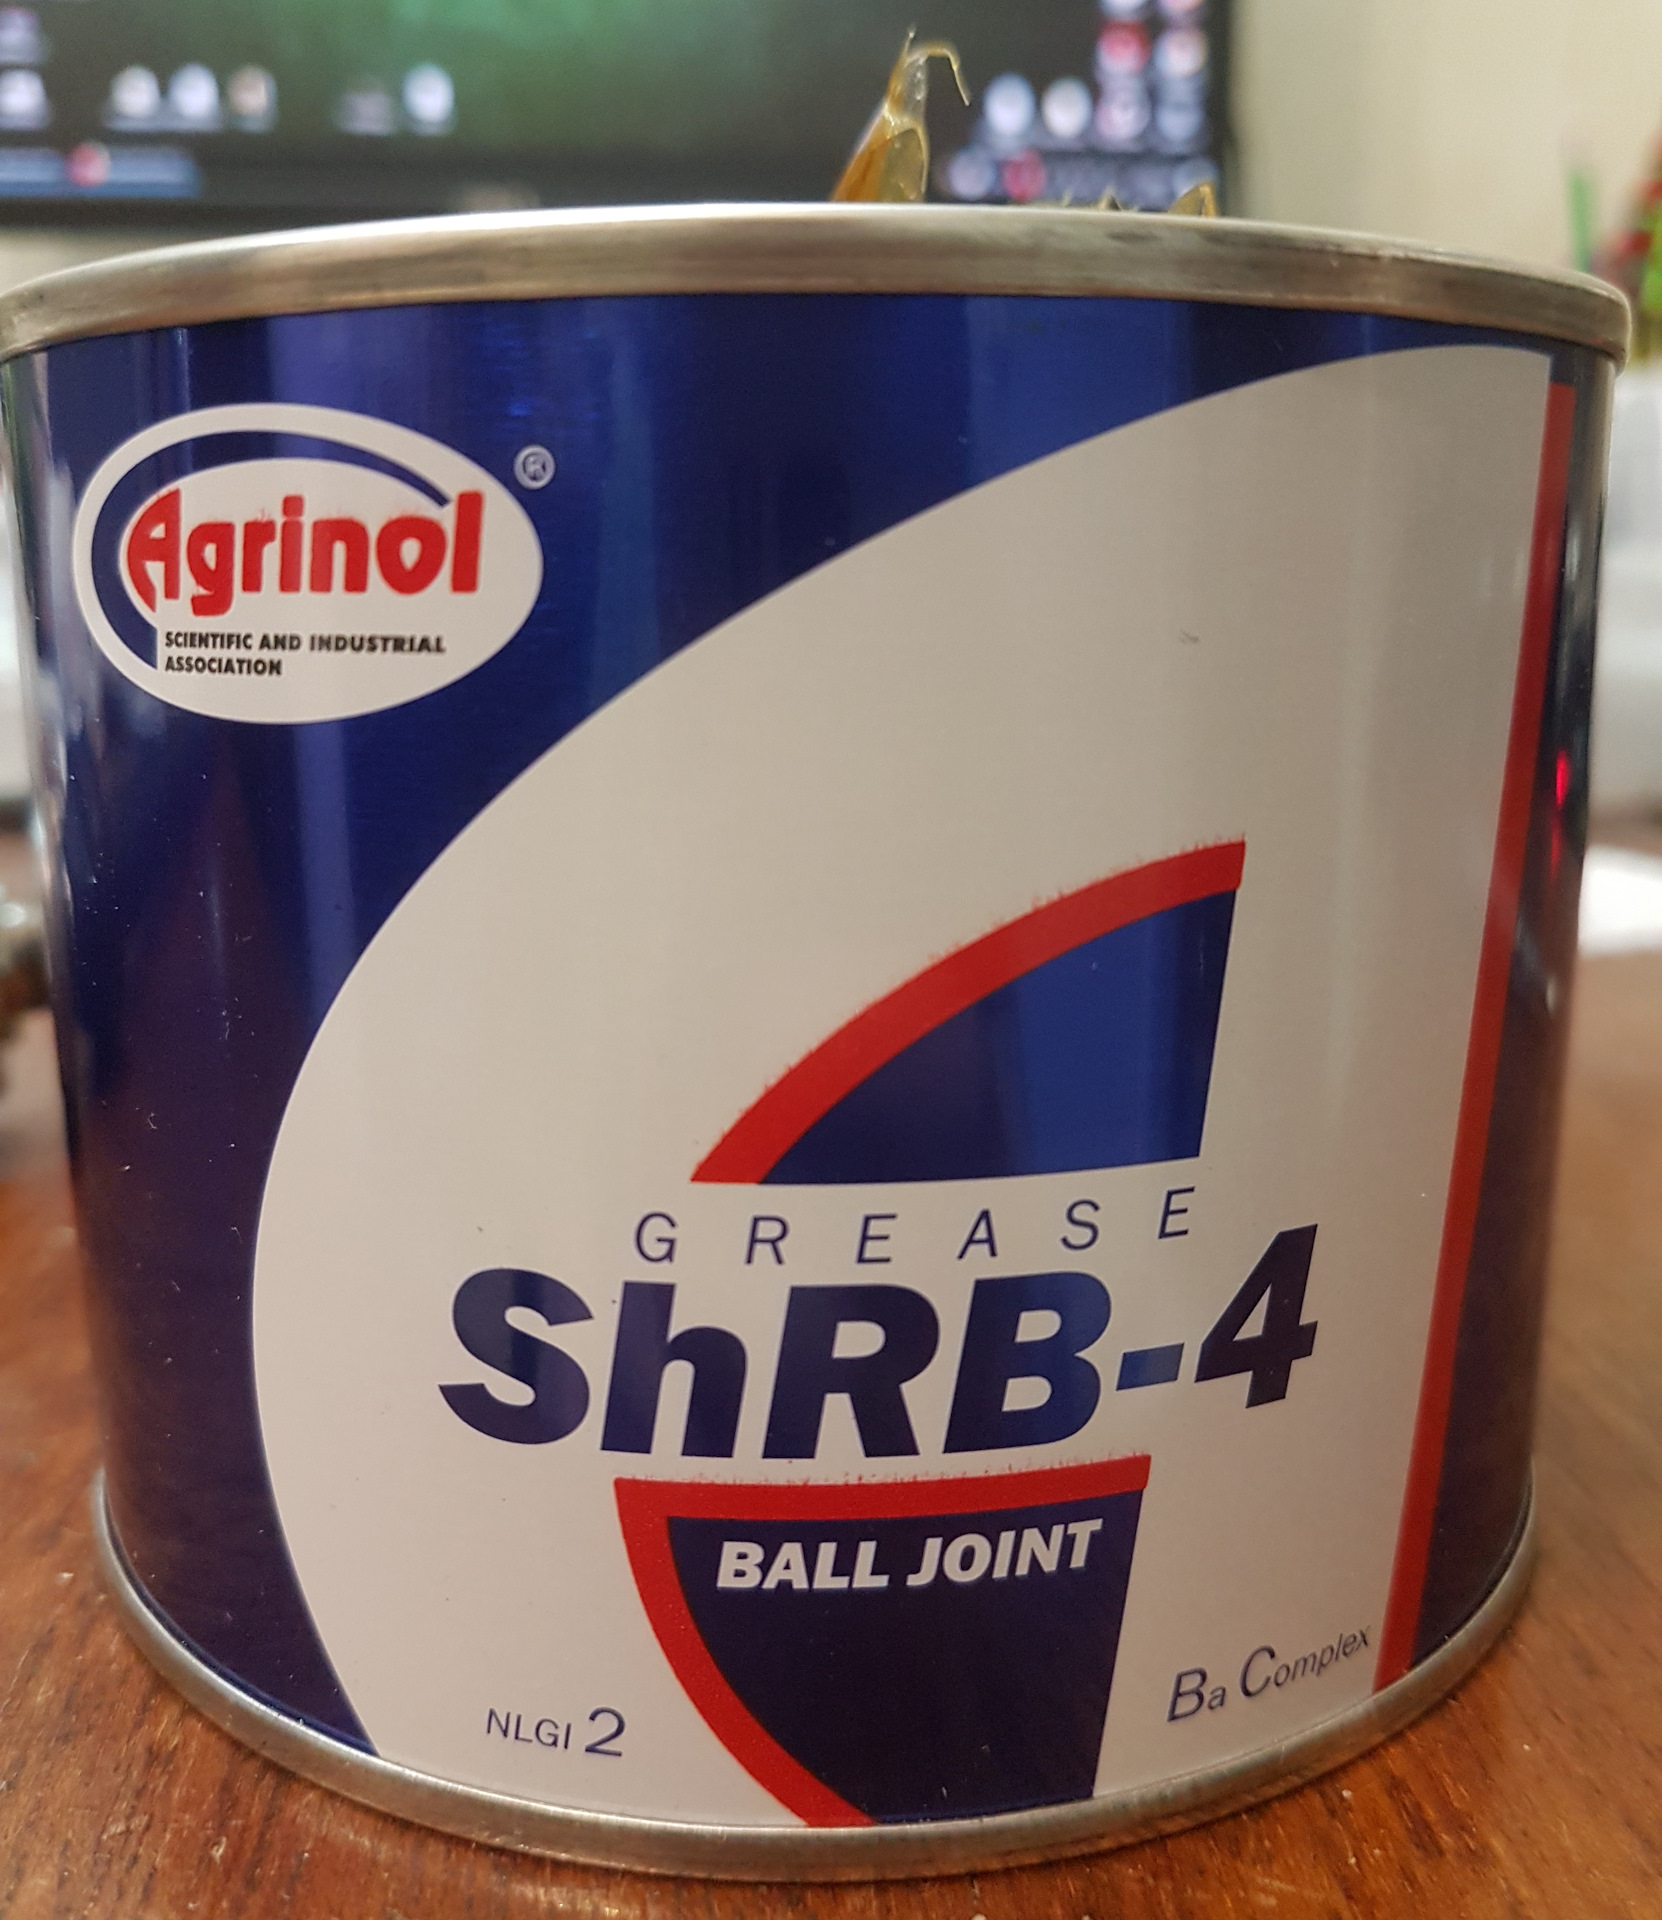 Agrinol ®
SCIENTIFIC AND INDUSTRIAL
ASSOCIATION
GREASE
ShRB-4
BALL JOINT
Ba Complex
NLGI 2